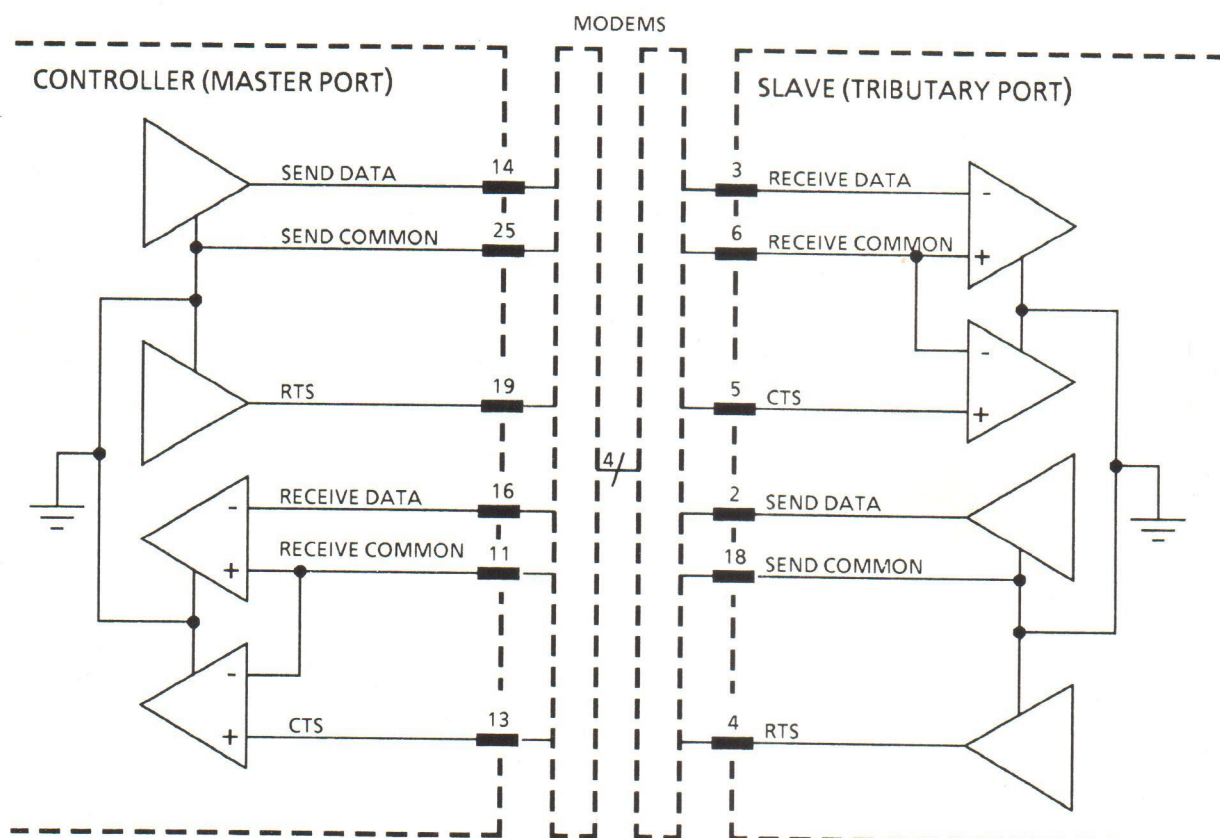 MODEMS
CONTROLLER (MASTER PORT)
SLAVE (TRIBUTARY PORT)
SEND DATA 14
SEND COMMON 25
RTS 19
RECEIVE DATA 16
-
RECEIVE COMMON 11
+
-
CTS 13
+
4/
3 RECEIVE DATA
-
6 RECEIVE COMMON
+
-
5 CTS
+
2 SEND DATA
18 SEND COMMON
4 RTS